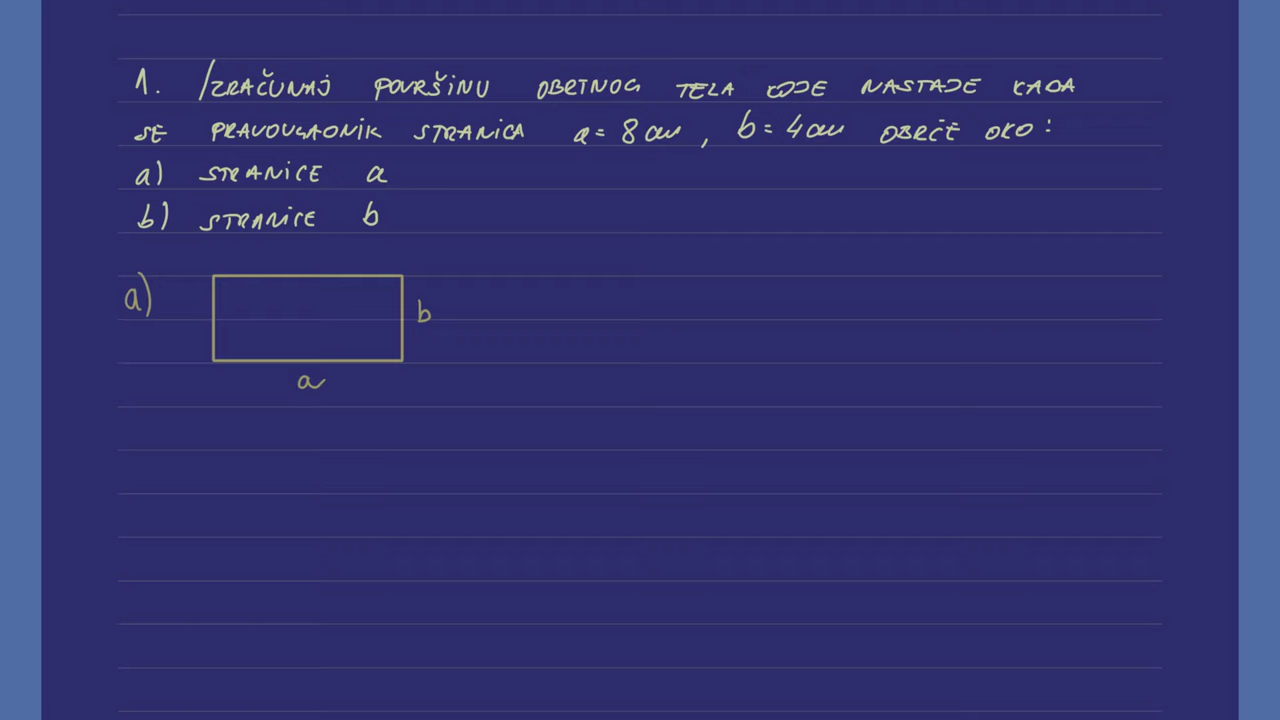 1. IZRAČUNAJ POVRŠINU OBRTNOG TELA KOJE NASTAJE KADA
SE PRAVOUGAONIK STRANICA a = 8 cm, b = 4 cm OBRĆE OKO:
a) STRANICE a
b) STRANICE b
a)
b
a